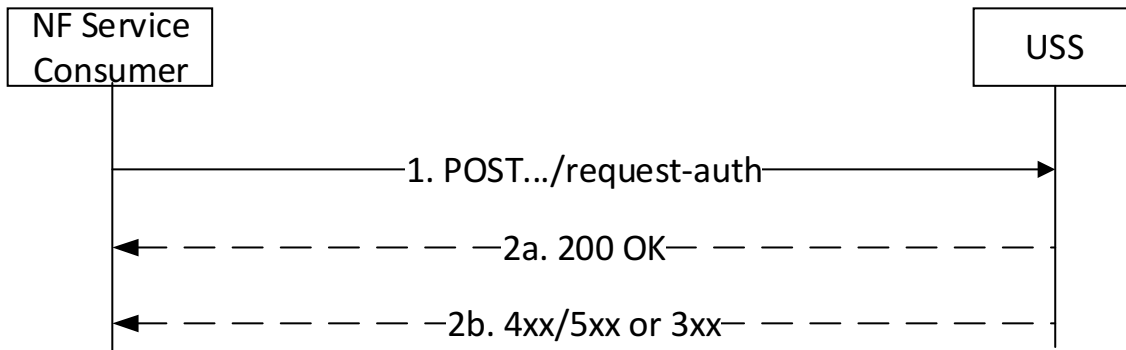 NF Service
Consumer
USS
1. POST.../request-auth
2a. 200 OK
2b. 4xx/5xx or 3xx